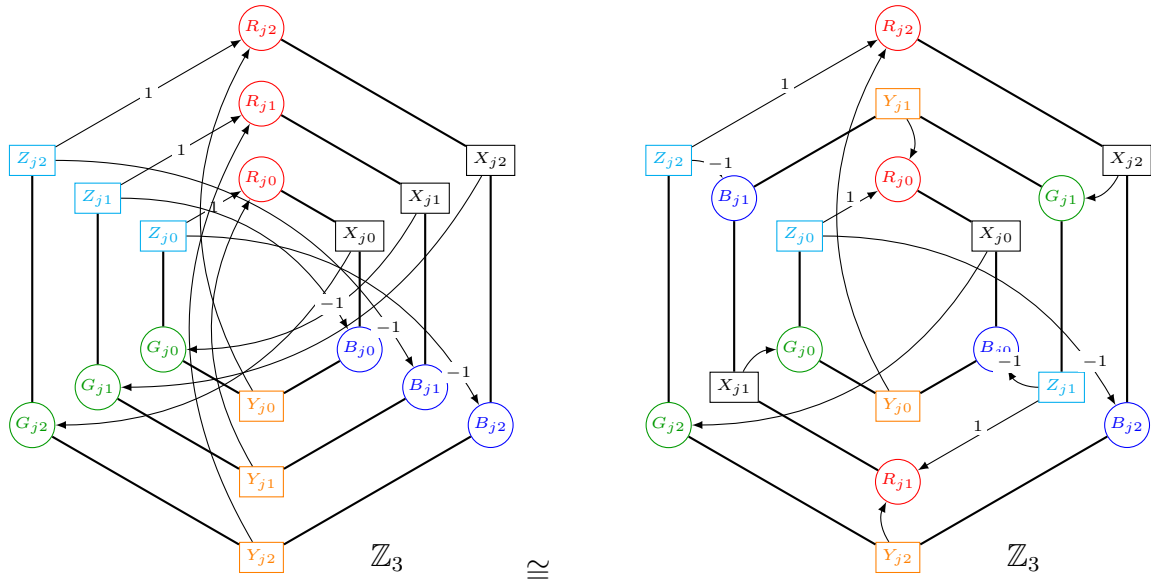 R_{j2} R_{j2}
R_{j1} Y_{j1}
1 1
Z_{j2} X_{j2} Z_{j2} -1 X_{j2}
1
R_{j0} R_{j0}
Z_{j1} X_{j1} B_{j1} G_{j1}
1 1
Z_{j0} X_{j0} Z_{j0} X_{j0}
-1
-1
G_{j0} B_{j0} G_{j0} B_{j0}
-1 -1 -1
G_{j1} B_{j1} X_{j1} Z_{j1}
Y_{j0} Y_{j0}
G_{j2} B_{j2} G_{j2} 1 B_{j2}
Y_{j1} R_{j1}
Y_{j2} ℤ_3 Y_{j2} ℤ_3
≅